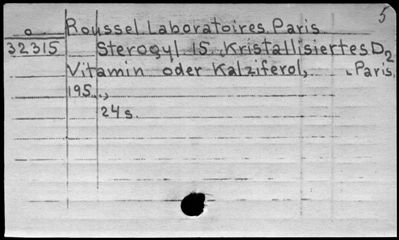 5
o Roussel Laboratoires Paris
32315 Sterogyl 15, Kristallisiertes D2
Vitamin oder Kalziferol, Paris,
195..,
24 s.